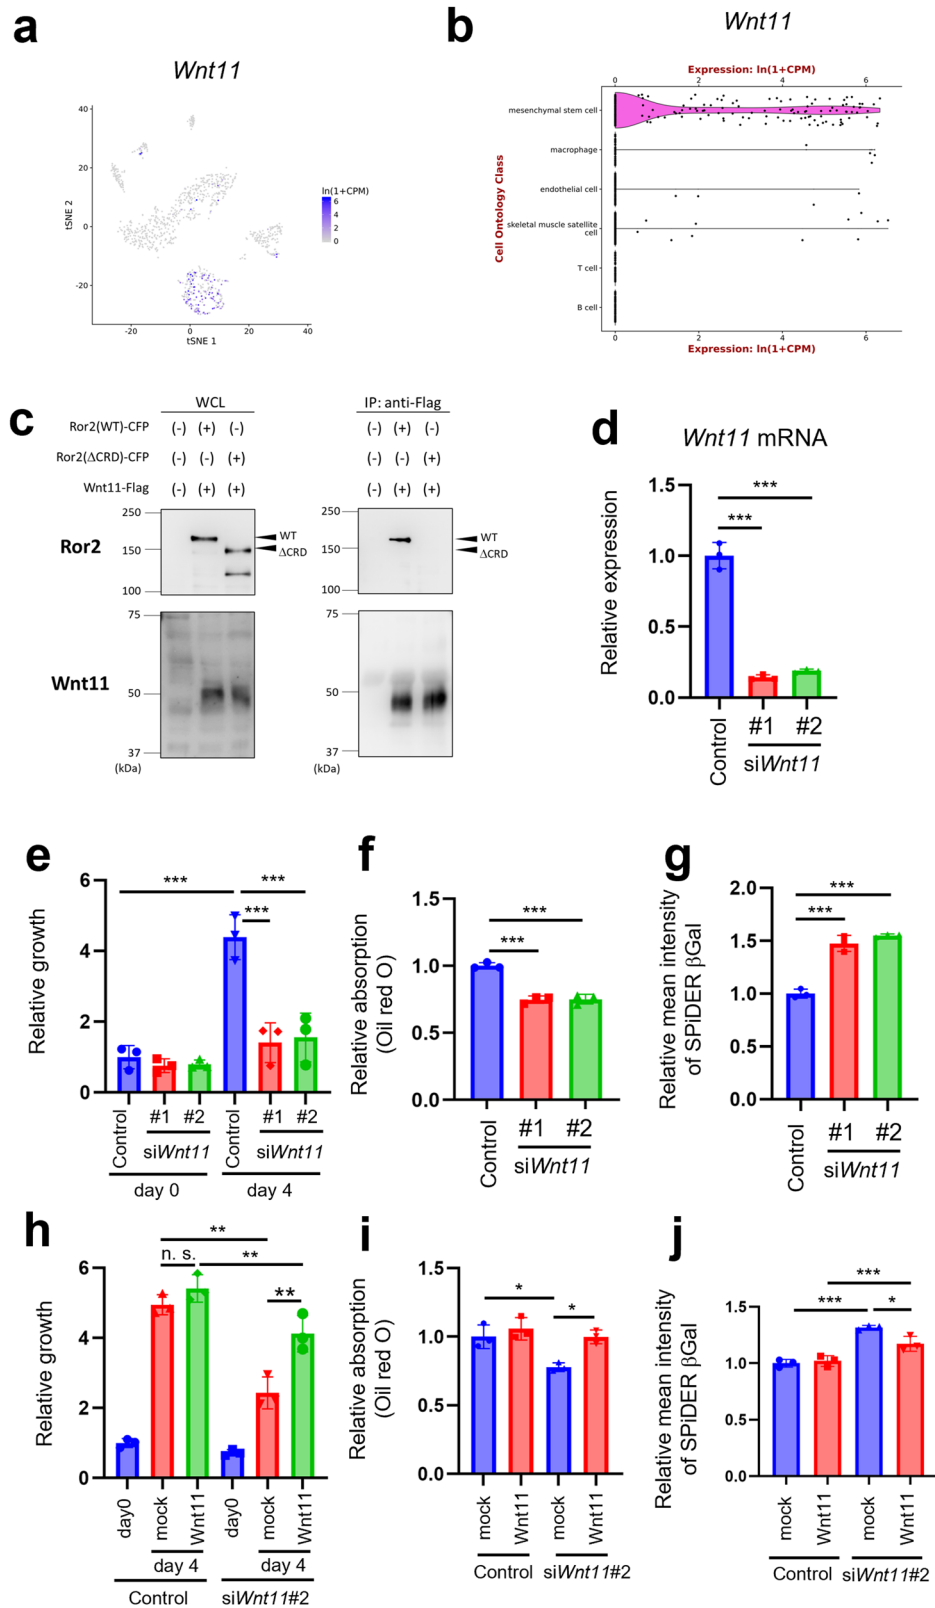 a
Wnt11
40
20
0
-20
tSNE 2
-20
0
20
40
tSNE 1
ln(1+CPM)
6
4
2
0
b
Wnt11
Expression: ln(1+CPM)
0
2
4
6
Cell Ontology Class
mesenchymal stem cell
macrophage
endothelial cell
skeletal muscle satellite
cell
T cell
B cell
0
2
4
6
Expression: ln(1+CPM)
c
WCL
IP: anti-Flag
Ror2(WT)-CFP (-) (+) (-) (-) (+) (-)
Ror2(ΔCRD)-CFP (-) (-) (+) (-) (-) (+)
Wnt11-Flag (-) (+) (+) (-) (+) (+)
Ror2
250
150
100
WT
ΔCRD
250
150
100
WT
ΔCRD
Wnt11
75
50
37
(kDa)
75
50
37
(kDa)
d
Wnt11 mRNA
Relative expression
1.5
1.0
0.5
0.0
***
***
Control
#1 #2
siWnt11
e
Relative growth
6
4
2
0
*** ***
***
Control #1 #2 Control #1 #2
siWnt11 siWnt11
day 0 day 4
f
Relative absorption
(Oil red O)
1.5
1.0
0.5
0.0
***
***
Control
#1 #2
siWnt11
g
Relative mean intensity
of SPiDER βGal
2.0
1.5
1.0
0.5
0.0
***
***
Control
#1 #2
siWnt11
h
Relative growth
6
4
2
0
**
n. s. **
**
day0 mock Wnt11 day0 mock Wnt11
day 4 day 4
Control siWnt11#2
i
Relative absorption
(Oil red O)
1.5
1.0
0.5
0.0
*
*
mock Wnt11 mock Wnt11
Control siWnt11#2
j
Relative mean intensity
of SPiDER βGal
1.5
1.0
0.5
0.0
***
*** *
mock Wnt11 mock Wnt11
Control siWnt11#2